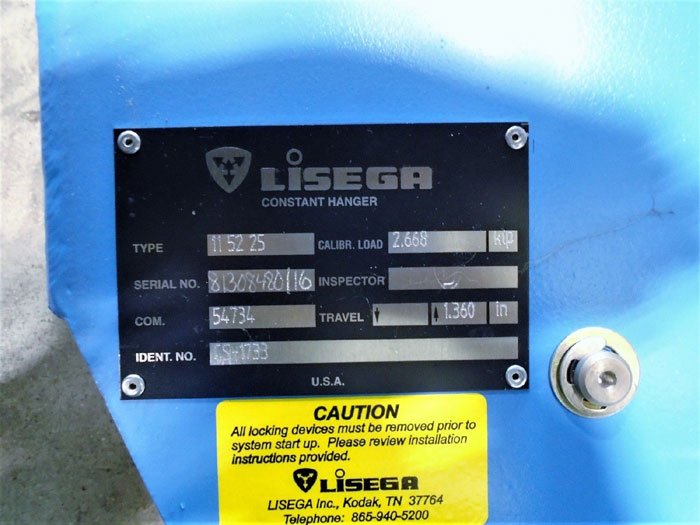 LISEGA
CONSTANT HANGER
TYPE 11 52 25 CALIBR. LOAD 2.668 kip
SERIAL NO. 81308480/16 INSPECTOR
COM. 54734 TRAVEL 1.360 in
IDENT. NO. CS-1733
U.S.A.
CAUTION
All locking devices must be removed prior to
system start up. Please review installation
instructions provided.
LISEGA
LISEGA Inc., Kodak, TN 37764
Telephone: 865-940-5200